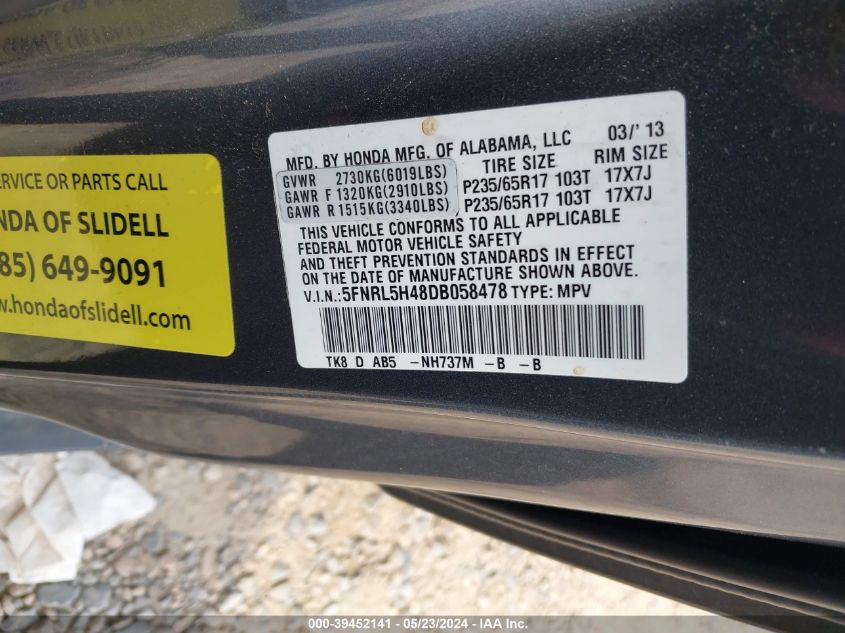 ERVICE OR PARTS CALL
NDA OF SLIDELL
85) 649-9091
w.hondaofslidell.com
MFD. BY HONDA MFG. OF ALABAMA, LLC 03/'13
TIRE SIZE RIM SIZE
GVWR 2730KG(6019LBS)
GAWR F 1320KG(2910LBS) P235/65R17 103T 17X7J
GAWR R 1515KG(3340LBS) P235/65R17 103T 17X7J
THIS VEHICLE CONFORMS TO ALL APPLICABLE
FEDERAL MOTOR VEHICLE SAFETY
AND THEFT PREVENTION STANDARDS IN EFFECT
ON THE DATE OF MANUFACTURE SHOWN ABOVE.
V.I.N.:5FNRL5H48DB058478 TYPE: MPV
TK8 D AB5 -NH737M -B -B
000-39452141 - 05/23/2024 - IAA Inc.